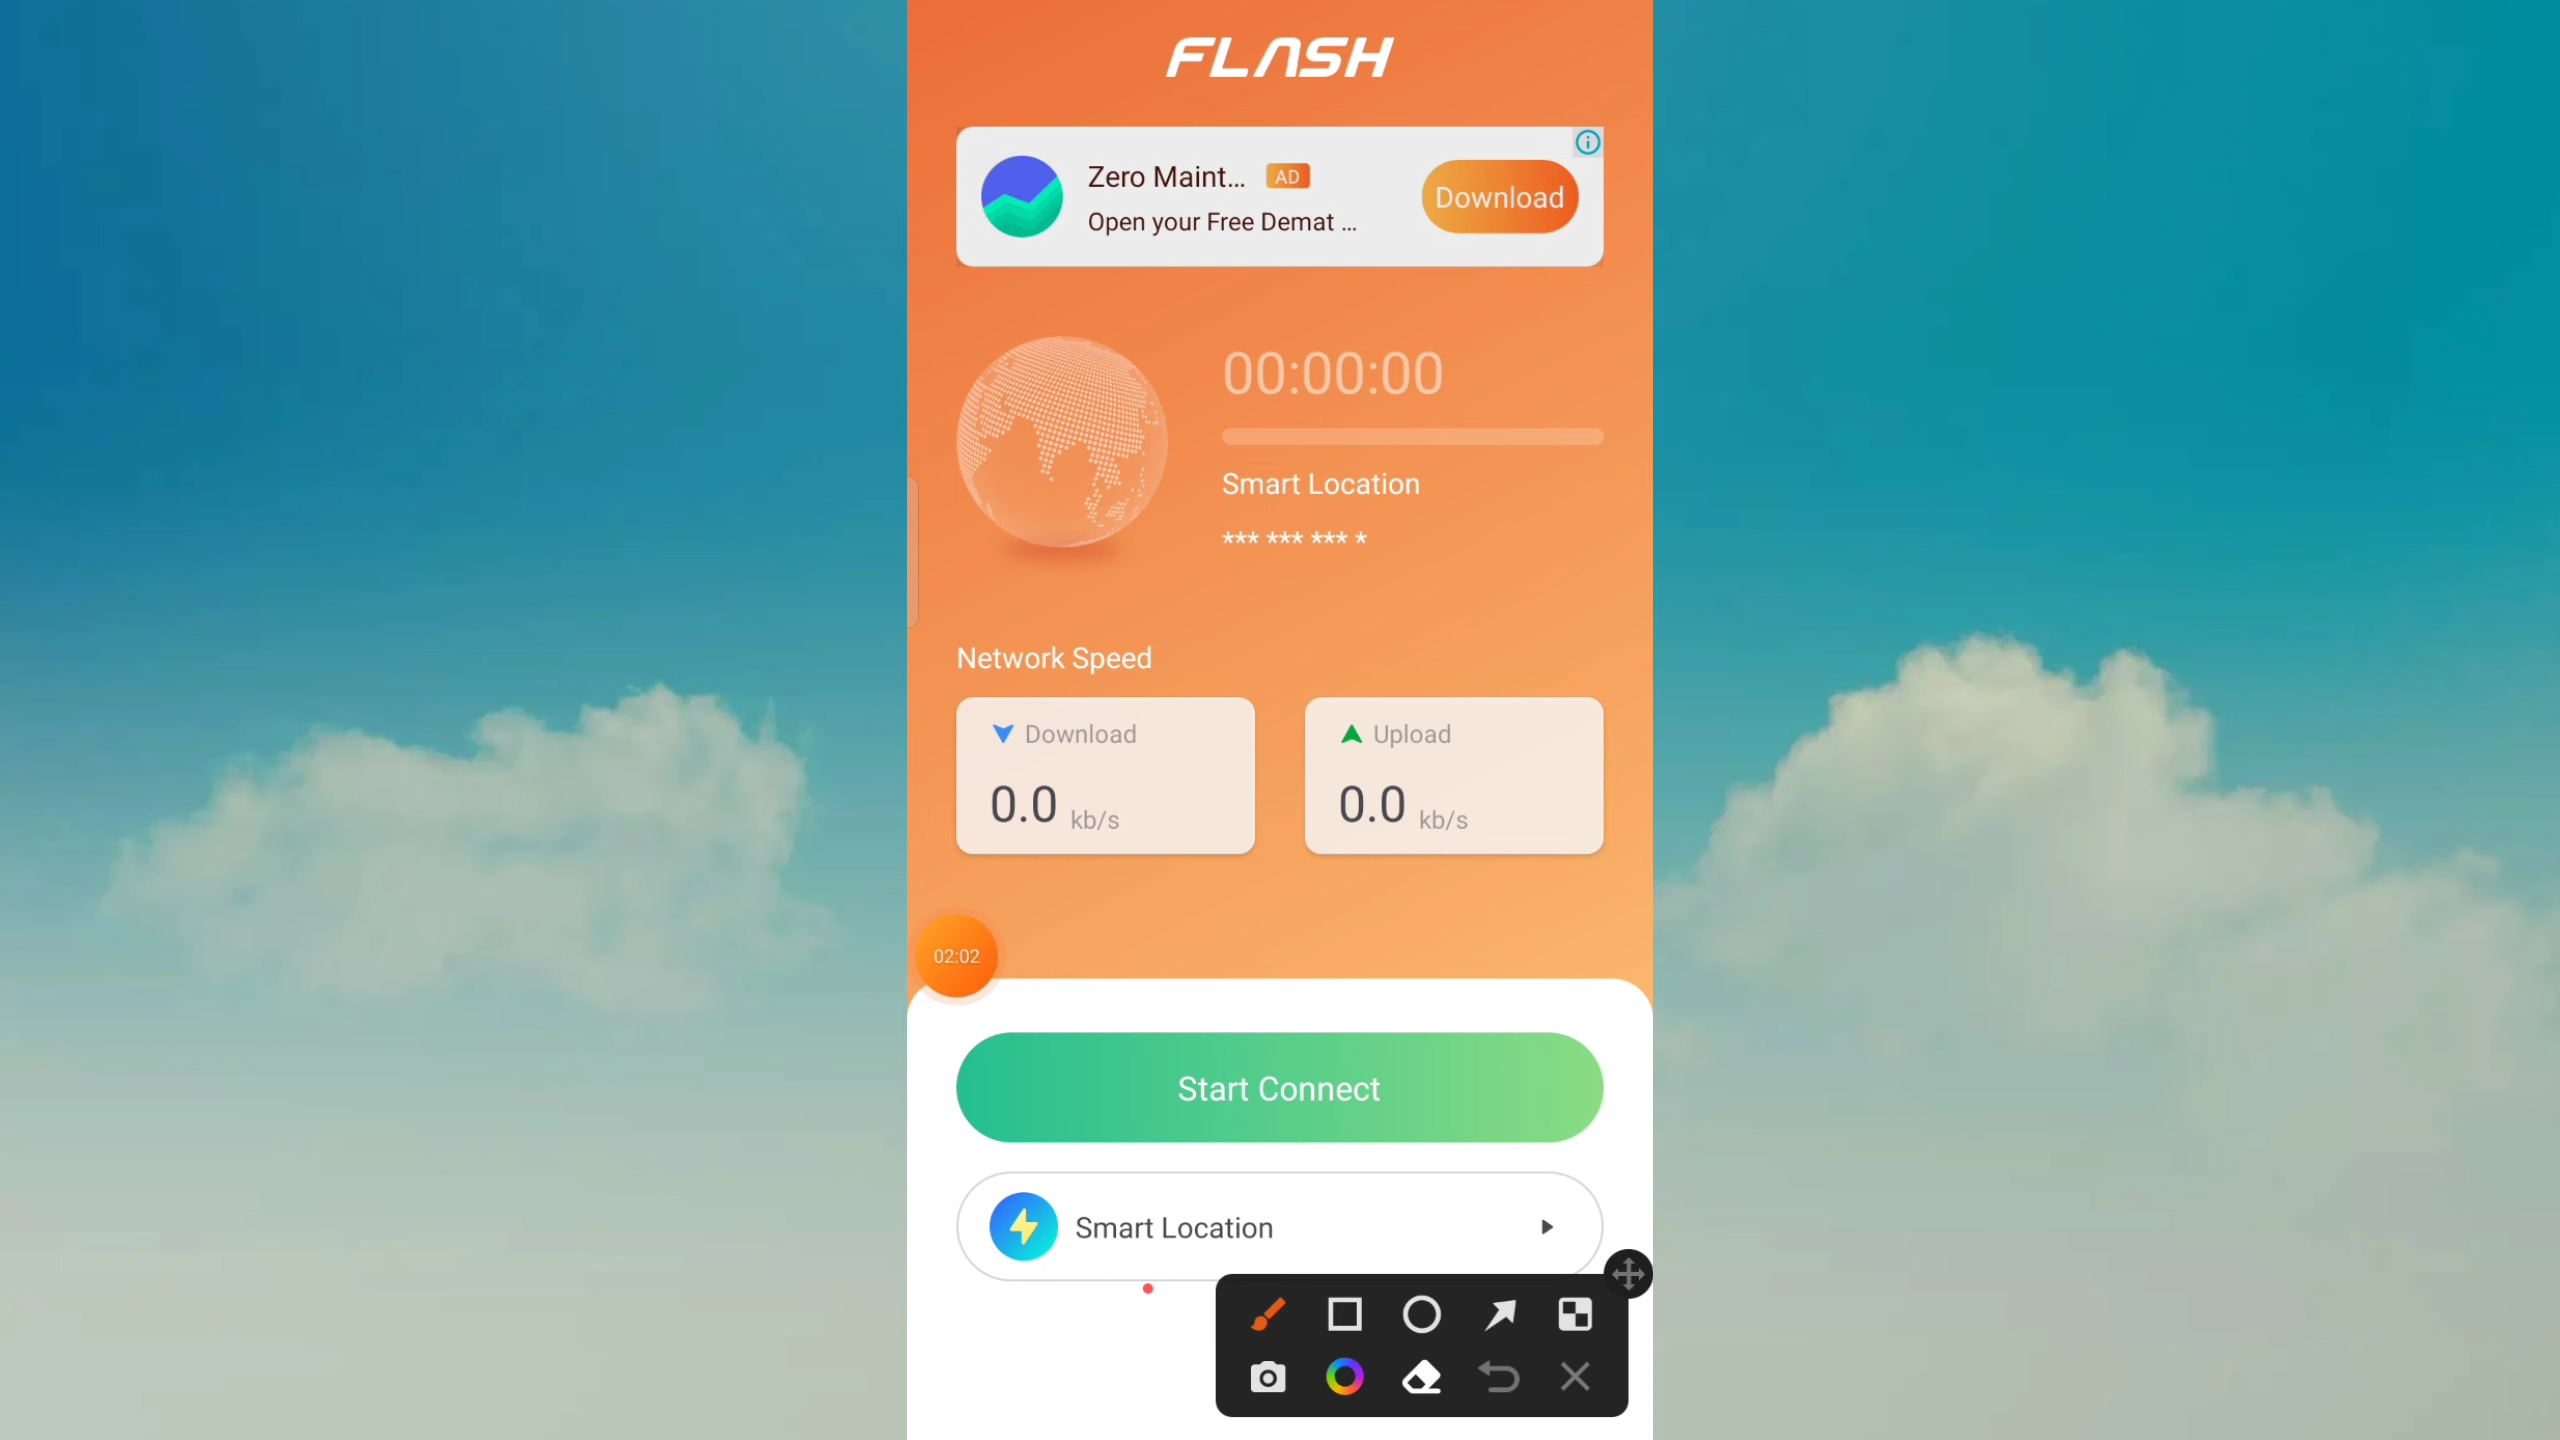 FLASH
Zero Maint... AD
Open your Free Demat ...
Download
00:00:00
Smart Location
*** *** *** *
Network Speed
Download
0.0 kb/s
Upload
0.0 kb/s
02:02
Start Connect
Smart Location